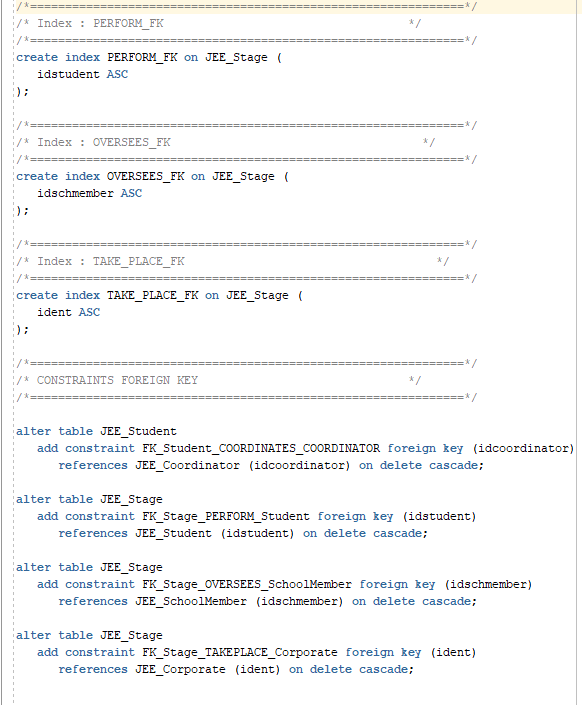 /*==============================================================*/
/* Index : PERFORM_FK                                   */
/*==============================================================*/
create index PERFORM_FK on JEE_Stage (
   idstudent ASC
);

/*==============================================================*/
/* Index : OVERSEES_FK                                    */
/*==============================================================*/
create index OVERSEES_FK on JEE_Stage (
   idschmember ASC
);

/*==============================================================*/
/* Index : TAKE_PLACE_FK                                    */
/*==============================================================*/
create index TAKE_PLACE_FK on JEE_Stage (
   ident ASC
);

/*==============================================================*/
/* CONSTRAINTS FOREIGN KEY                              */
/*==============================================================*/

alter table JEE_Student
   add constraint FK_Student_COORDINATES_COORDINATOR foreign key (idcoordinator)
      references JEE_Coordinator (idcoordinator) on delete cascade;

alter table JEE_Stage
   add constraint FK_Stage_PERFORM_Student foreign key (idstudent)
      references JEE_Student (idstudent) on delete cascade;

alter table JEE_Stage
   add constraint FK_Stage_OVERSEES_SchoolMember foreign key (idschmember)
      references JEE_SchoolMember (idschmember) on delete cascade;

alter table JEE_Stage
   add constraint FK_Stage_TAKEPLACE_Corporate foreign key (ident)
      references JEE_Corporate (ident) on delete cascade;